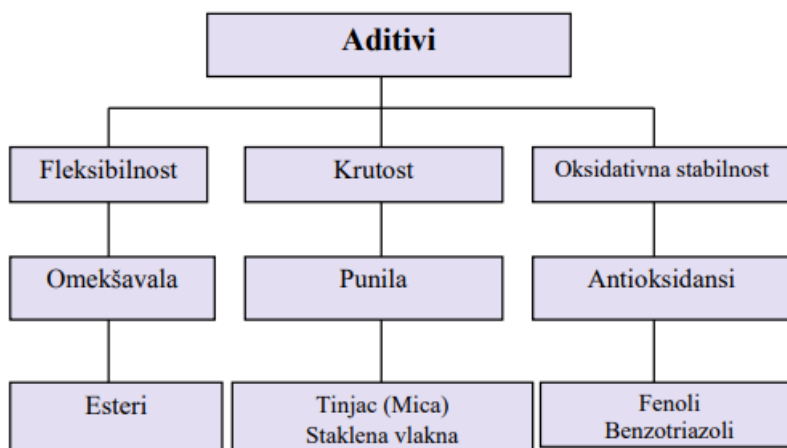 Aditivi
Fleksibilnost
Krutost
Oksidativna stabilnost
Omekšavala
Punila
Antioksidansi
Esteri
Tinjac (Mica)
Staklena vlakna
Fenoli
Benzotriazoli